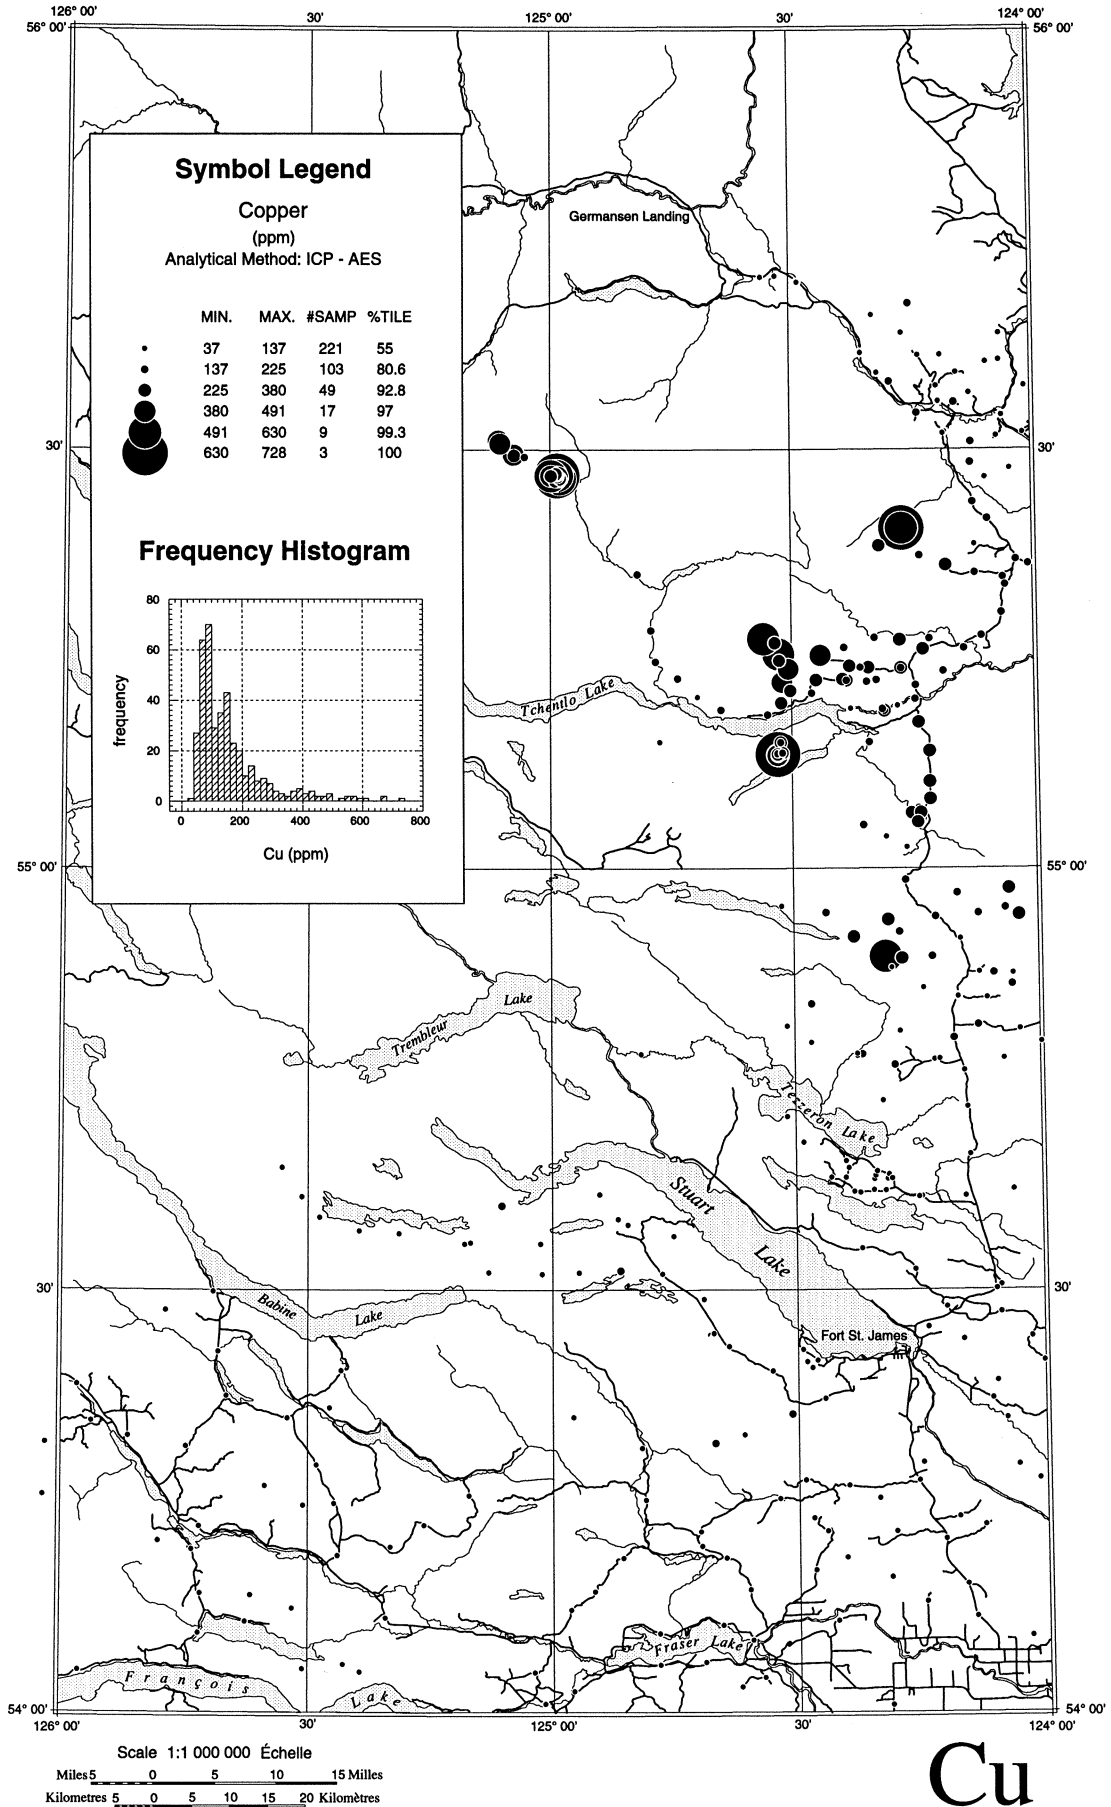 126° 00' 30' 125° 00' 30' 124° 00'
56° 00' 56° 00'
Symbol Legend
Copper
(ppm)
Analytical Method: ICP - AES
MIN. MAX. #SAMP %TILE
37 137 221 55
137 225 103 80.6
225 380 49 92.8
380 491 17 97
491 630 9 99.3
630 728 3 100
Germansen Landing
30' 30'
Frequency Histogram
80
60
40
20
0
frequency
0 200 400 600 800
Cu (ppm)
Tchentlo Lake
55° 00' 55° 00'
Trembleur Lake
Tezzeron Lake
Stuart Lake
30' 30'
Babine Lake
Fort St. James
Fraser Lake
François Lake
54° 00' 54° 00'
126° 00' 30' 125° 00' 30' 124° 00'
Scale 1:1 000 000 Échelle
Miles 5 0 5 10 15 Milles
Kilometres 5 0 5 10 15 20 Kilomètres
Cu